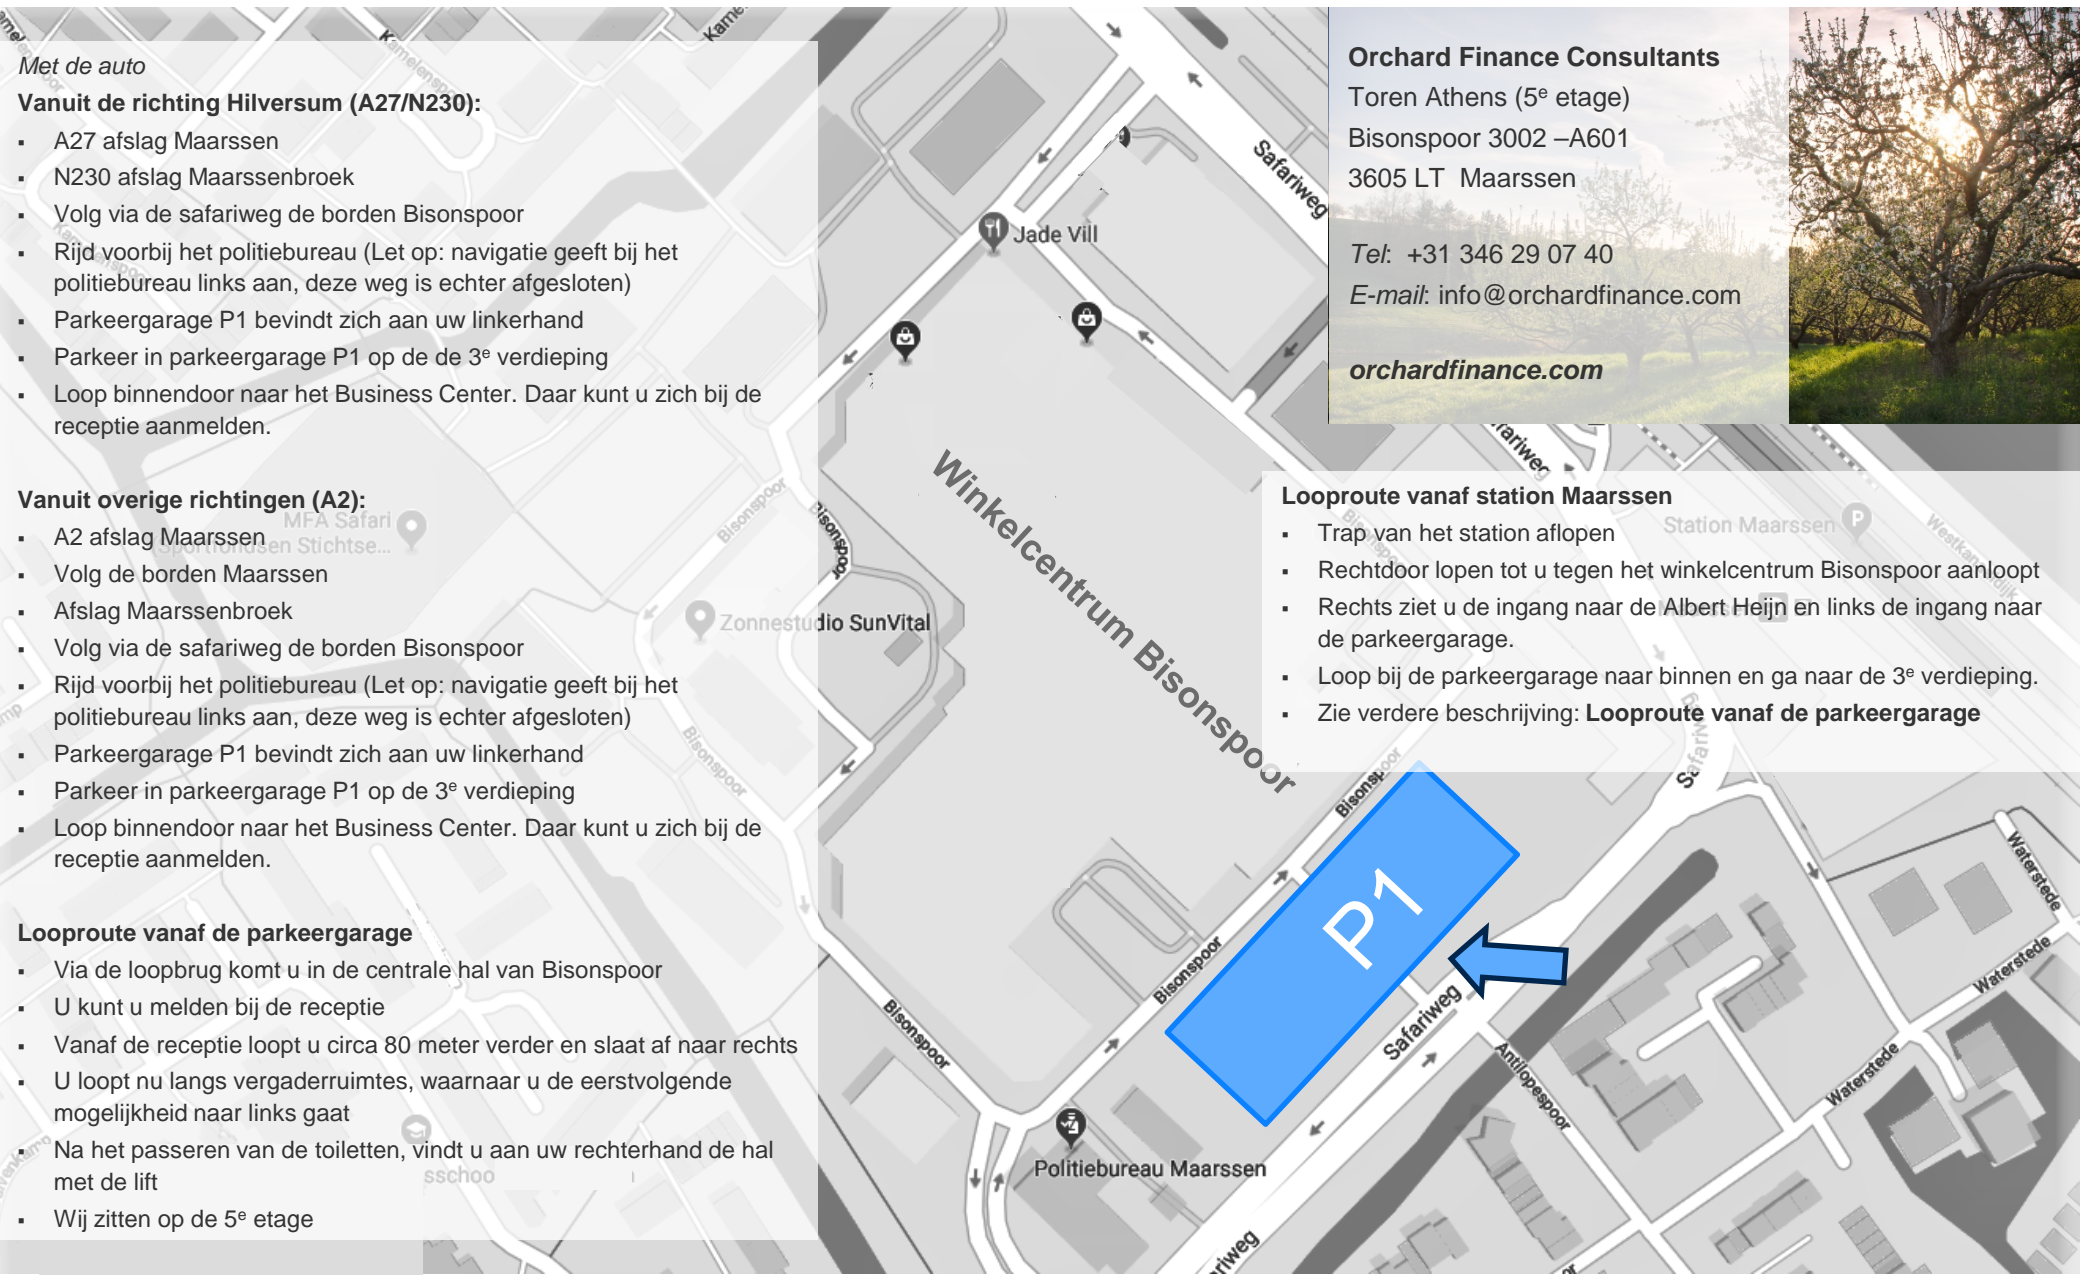 Met de auto
Vanuit de richting Hilversum (A27/N230):
▪ A27 afslag Maarssen
▪ N230 afslag Maarssenbroek
▪ Volg via de safariweg de borden Bisonspoor
▪ Rijd voorbij het politiebureau (Let op: navigatie geeft bij het
politiebureau links aan, deze weg is echter afgesloten)
▪ Parkeergarage P1 bevindt zich aan uw linkerhand
▪ Parkeer in parkeergarage P1 op de de 3e verdieping
▪ Loop binnendoor naar het Business Center. Daar kunt u zich bij de
receptie aanmelden.
Vanuit overige richtingen (A2):
▪ A2 afslag Maarssen
▪ Volg de borden Maarssen
▪ Afslag Maarssenbroek
▪ Volg via de safariweg de borden Bisonspoor
▪ Rijd voorbij het politiebureau (Let op: navigatie geeft bij het
politiebureau links aan, deze weg is echter afgesloten)
▪ Parkeergarage P1 bevindt zich aan uw linkerhand
▪ Parkeer in parkeergarage P1 op de 3e verdieping
▪ Loop binnendoor naar het Business Center. Daar kunt u zich bij de
receptie aanmelden.
Looproute vanaf de parkeergarage
▪ Via de loopbrug komt u in de centrale hal van Bisonspoor
▪ U kunt u melden bij de receptie
▪ Vanaf de receptie loopt u circa 80 meter verder en slaat af naar rechts
▪ U loopt nu langs vergaderruimtes, waarnaar u de eerstvolgende
mogelijkheid naar links gaat
▪ Na het passeren van de toiletten, vindt u aan uw rechterhand de hal
met de lift
▪ Wij zitten op de 5e etage
Orchard Finance Consultants
Toren Athens (5e etage)
Bisonspoor 3002 –A601
3605 LT Maarssen
Tel: +31 346 29 07 40
E-mail: info@orchardfinance.com
orchardfinance.com
Looproute vanaf station Maarssen
▪ Trap van het station aflopen
▪ Rechtdoor lopen tot u tegen het winkelcentrum Bisonspoor aanloopt
▪ Rechts ziet u de ingang naar de Albert Heijn en links de ingang naar
de parkeergarage.
▪ Loop bij de parkeergarage naar binnen en ga naar de 3e verdieping.
▪ Zie verdere beschrijving: Looproute vanaf de parkeergarage
Kamelenspoor
Safariweg
Jade Vill
Winkelcentrum Bisonspoor
MFA Safari
Sportfondsen Stichtse...
Zonnestudio SunVital
Station Maarssen
Westkanaaldijk
Bisonspoor
Bisonspoor
Bisonspoor
Bisonspoor
Bisonspoor
Bisonspoor
P1
Safariweg
Safariweg
Antilopespoor
Waterstede
Waterstede
Waterstede
Politiebureau Maarssen